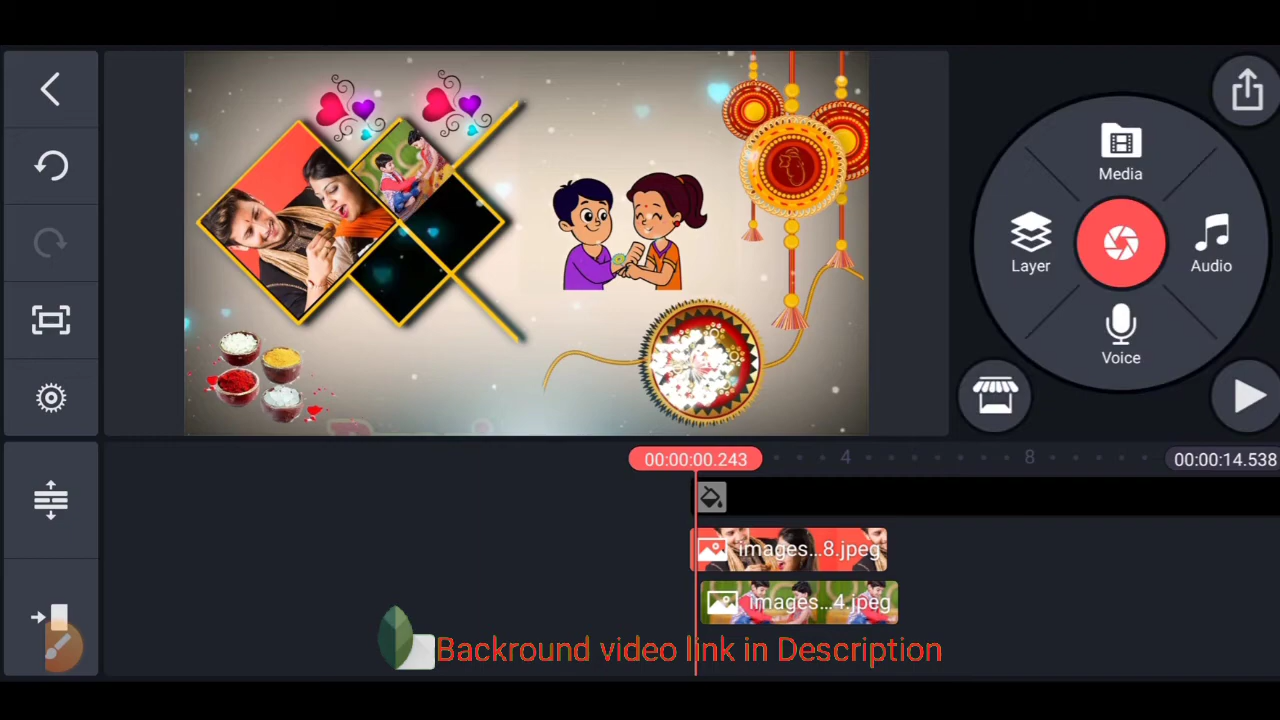 Media
Layer
Audio
Voice
00:00:00.243
4
8
00:00:14.538
images...8.jpeg
images...4.jpeg
Backround video link in Description